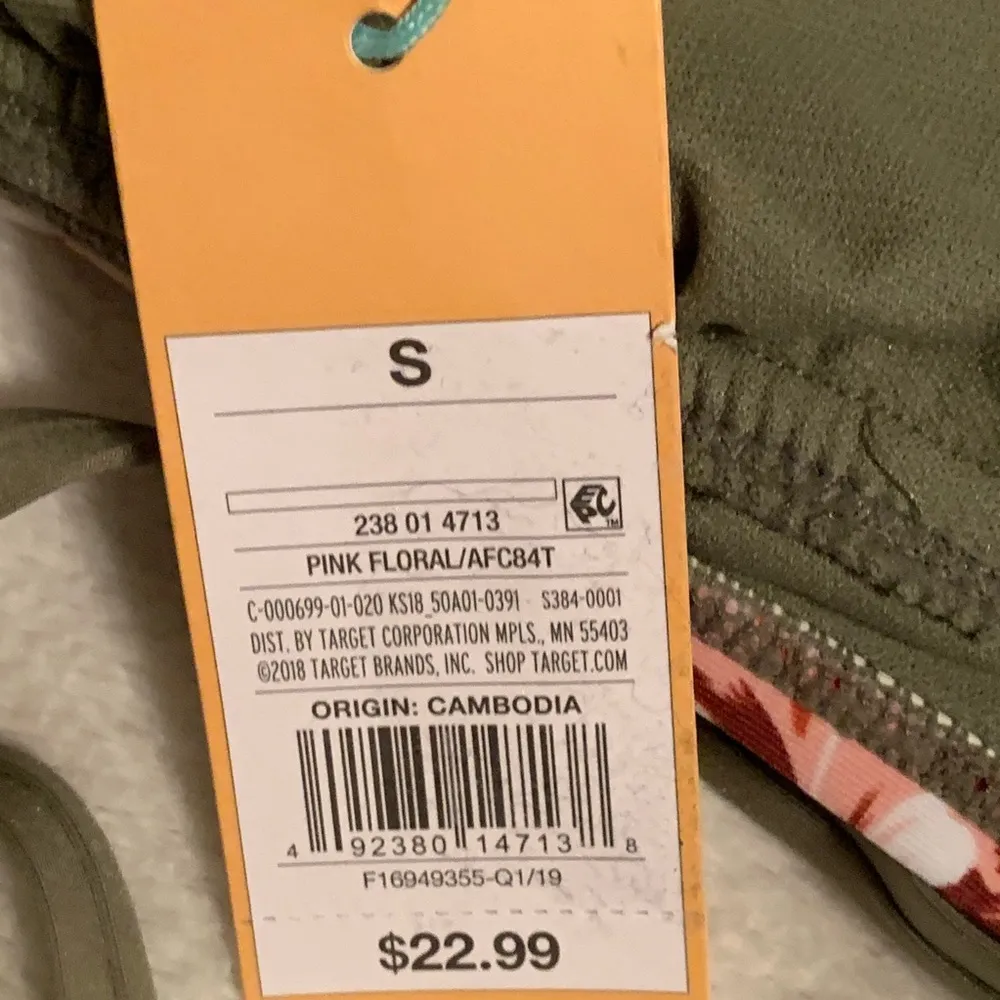 S
238 01 4713
PINK FLORAL/AFC84T
C-000699-01-020 KS18_50A01-0391 S384-0001
DIST. BY TARGET CORPORATION MPLS., MN 55403
©2018 TARGET BRANDS, INC. SHOP TARGET.COM
ORIGIN: CAMBODIA
4 92380 14713 8
F16949355-Q1/19
$22.99